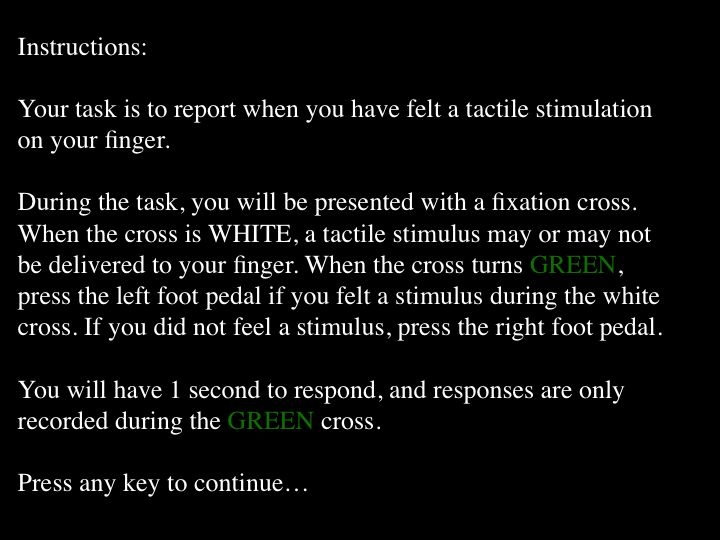 Instructions:
Your task is to report when you have felt a tactile stimulation
on your finger.
During the task, you will be presented with a fixation cross.
When the cross is WHITE, a tactile stimulus may or may not
be delivered to your finger. When the cross turns GREEN,
press the left foot pedal if you felt a stimulus during the white
cross. If you did not feel a stimulus, press the right foot pedal.
You will have 1 second to respond, and responses are only
recorded during the GREEN cross.
Press any key to continue…